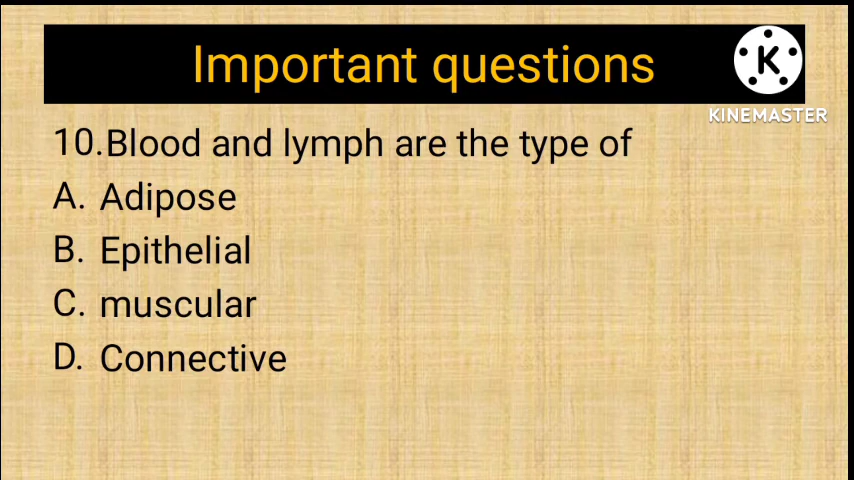 Important questions
K
KINEMASTER
10.Blood and lymph are the type of
A. Adipose
B. Epithelial
C. muscular
D. Connective